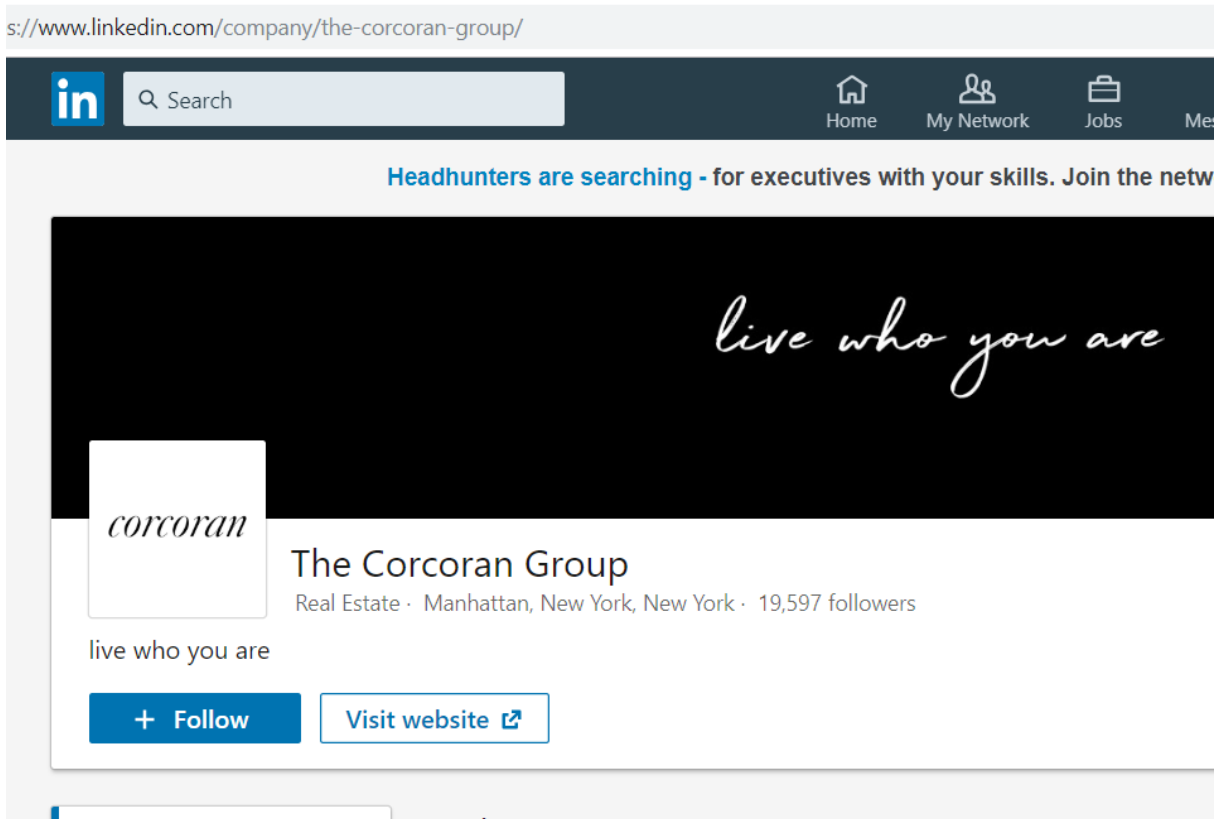 s://www.linkedin.com/company/the-corcoran-group/
in
Search
Home
My Network
Jobs
Mes
Headhunters are searching - for executives with your skills. Join the netw
live who you are
corcoran
The Corcoran Group
Real Estate · Manhattan, New York, New York · 19,597 followers
live who you are
+ Follow
Visit website